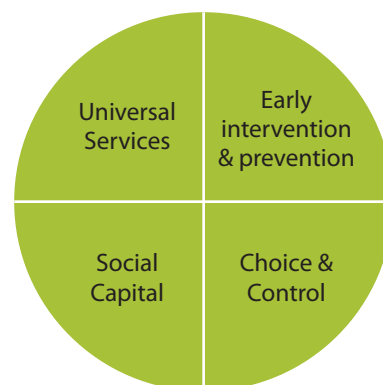 Universal
Services
Early
intervention
& prevention
Social
Capital
Choice &
Control